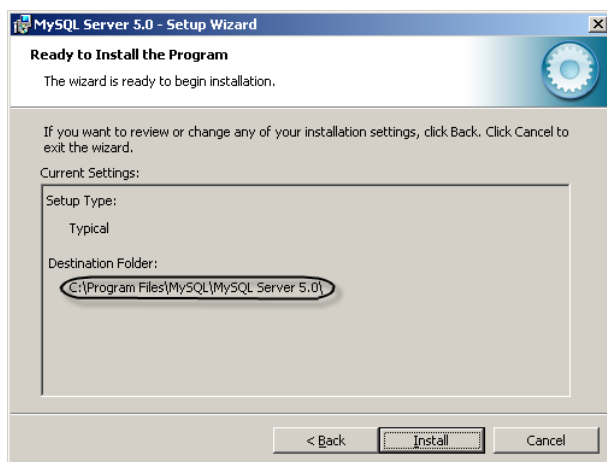 MySQL Server 5.0 - Setup Wizard
Ready to Install the Program
The wizard is ready to begin installation.
If you want to review or change any of your installation settings, click Back. Click Cancel to
exit the wizard.
Current Settings:
Setup Type:
Typical
Destination Folder:
C:\Program Files\MySQL\MySQL Server 5.0\
< Back
Install
Cancel